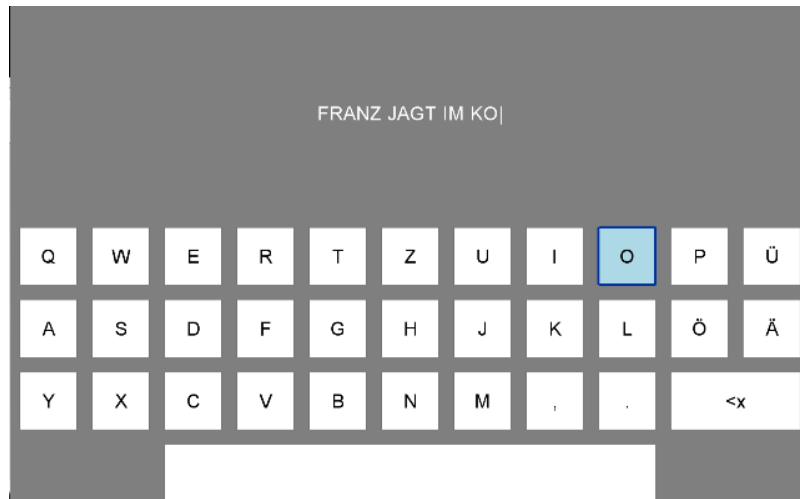 FRANZ JAGT IM KO|
Q W E R T Z U I O P Ü
A S D F G H J K L Ö Ä
Y X C V B N M , . <x